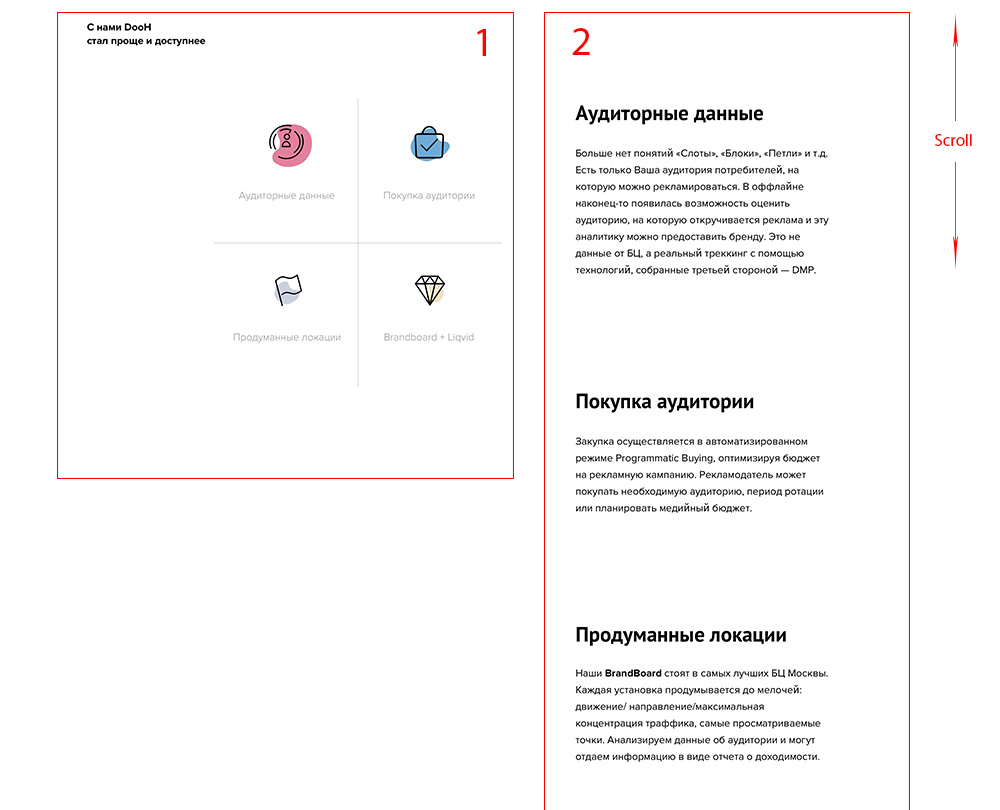 С нами DooH
стал проще и доступнее
1
Аудиторные данные
Покупка аудитории
Продуманные локации
Brandboard + Liqvid
2
Аудиторные данные
Больше нет понятий «Слоты», «Блоки», «Петли» и т.д.
Есть только Ваша аудитория потребителей, на
которую можно рекламироваться. В оффлайне
наконец-то появилась возможность оценить
аудиторию, на которую откручивается реклама и эту
аналитику можно предоставить бренду. Это не
данные от БЦ, а реальный треккинг с помощью
технологий, собранные третьей стороной — DMP.
Покупка аудитории
Закупка осуществляется в автоматизированном
режиме Programmatic Buying, оптимизируя бюджет
на рекламную кампанию. Рекламодатель может
покупать необходимую аудиторию, период ротации
или планировать медийный бюджет.
Продуманные локации
Наши BrandBoard стоят в самых лучших БЦ Москвы.
Каждая установка продумывается до мелочей:
движение/ направление/максимальная
концентрация траффика, самые просматриваемые
точки. Анализируем данные об аудитории и могут
отдаем информацию в виде отчета о доходимости.
Scroll